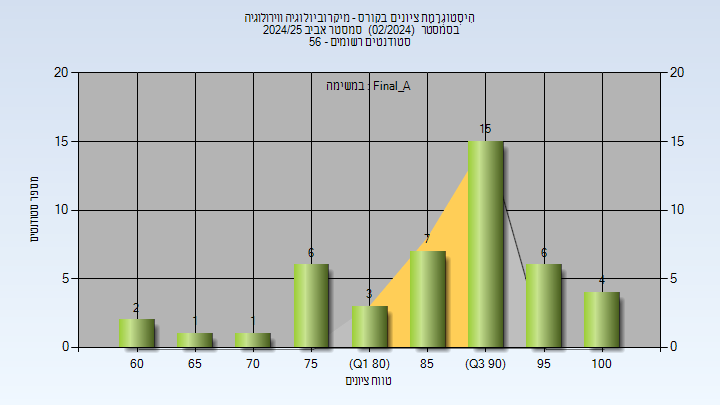 היסטוגרמת ציונים בקורס - מיקרוביולוגיה ווירולוגיה
בסמסטר (02/2024) סמסטר אביב 2024/25
סטודנטים רשומים - 56
במשימה : Final_A
20 20
15 15
10 10
5 5
0 0
מספר סטודנטים
2 1 1 6 3 7 15 6 4
60 65 70 75 (Q1 80) 85 (Q3 90) 95 100
טווח ציונים